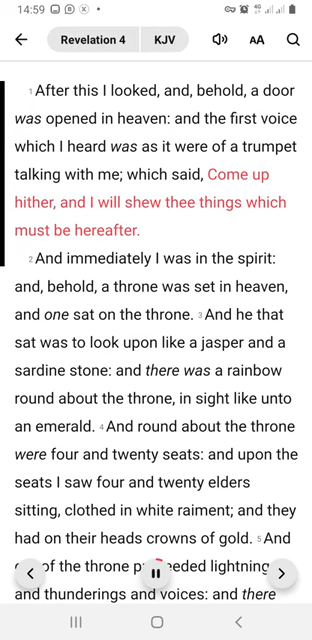 14:59
4G
Revelation 4 KJV AA
1 After this I looked, and, behold, a door
was opened in heaven: and the first voice
which I heard was as it were of a trumpet
talking with me; which said, Come up
hither, and I will shew thee things which
must be hereafter.
2 And immediately I was in the spirit:
and, behold, a throne was set in heaven,
and one sat on the throne. 3 And he that
sat was to look upon like a jasper and a
sardine stone: and there was a rainbow
round about the throne, in sight like unto
an emerald. 4 And round about the throne
were four and twenty seats: and upon the
seats I saw four and twenty elders
sitting, clothed in white raiment; and they
had on their heads crowns of gold. 5 And
of the throne proceeded lightnings
and thunderings and voices: and there